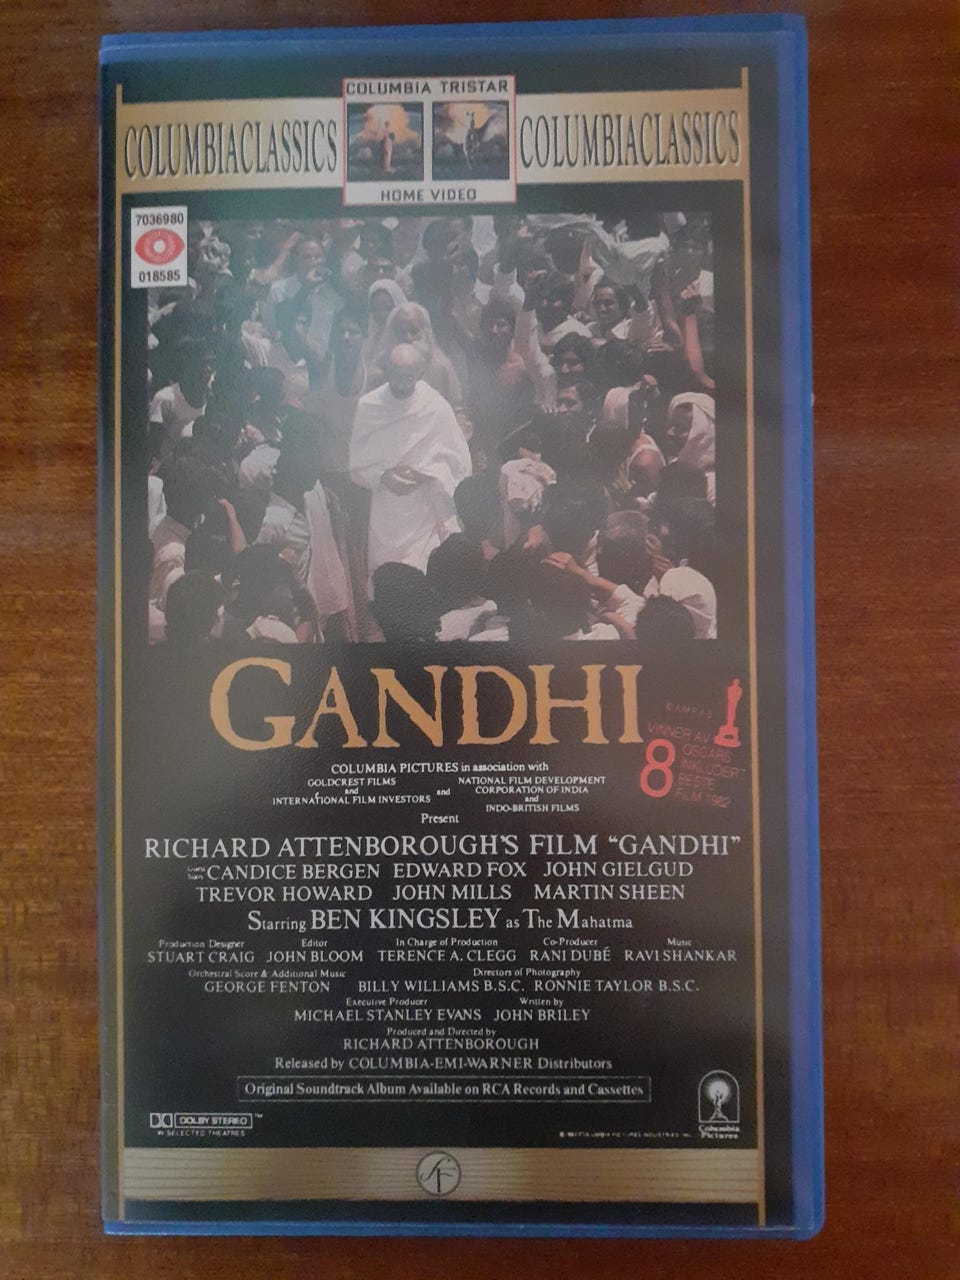 COLUMBIA TRISTAR
COLUMBIACLASSICS
COLUMBIACLASSICS
HOME VIDEO
7036980
018585
GANDHI
VINNER AV
8
OSCARS
INKLUDERT
BESTE
FILM 1982
COLUMBIA PICTURES in association with
GOLDCREST FILMS
and
INTERNATIONAL FILM INVESTORS
and
NATIONAL FILM DEVELOPMENT
CORPORATION OF INDIA
and
INDO-BRITISH FILMS
Present
RICHARD ATTENBOROUGH'S FILM "GANDHI"
Guest Stars CANDICE BERGEN EDWARD FOX JOHN GIELGUD
TREVOR HOWARD JOHN MILLS MARTIN SHEEN
Starring BEN KINGSLEY as The Mahatma
Production Designer Editor In Charge of Production Co-Producer Music
STUART CRAIG JOHN BLOOM TERENCE A. CLEGG RANI DUBÉ RAVI SHANKAR
Orchestral Score & Additional Music Directors of Photography
GEORGE FENTON BILLY WILLIAMS B.S.C. RONNIE TAYLOR B.S.C.
Executive Producer Written by
MICHAEL STANLEY EVANS JOHN BRILEY
Produced and Directed by
RICHARD ATTENBOROUGH
Released by COLUMBIA-EMI-WARNER Distributors
Original Soundtrack Album Available on RCA Records and Cassettes
DOLBY STEREO ™
IN SELECTED THEATRES
Columbia
Pictures
SF